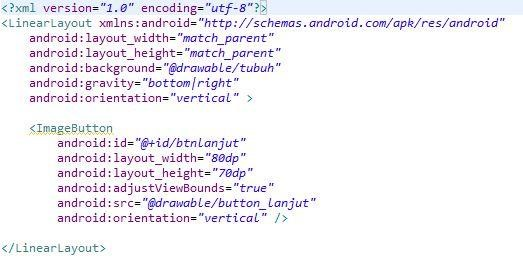 <?xml version="1.0" encoding="utf-8"?>
<LinearLayout xmlns:android="http://schemas.android.com/apk/res/android"
    android:layout_width="match_parent"
    android:layout_height="match_parent"
    android:background="@drawable/tubuh"
    android:gravity="bottom|right"
    android:orientation="vertical" >

    <ImageButton
        android:id="@+id/btnlanjut"
        android:layout_width="80dp"
        android:layout_height="70dp"
        android:adjustViewBounds="true"
        android:src="@drawable/button_lanjut"
        android:orientation="vertical" />

</LinearLayout>